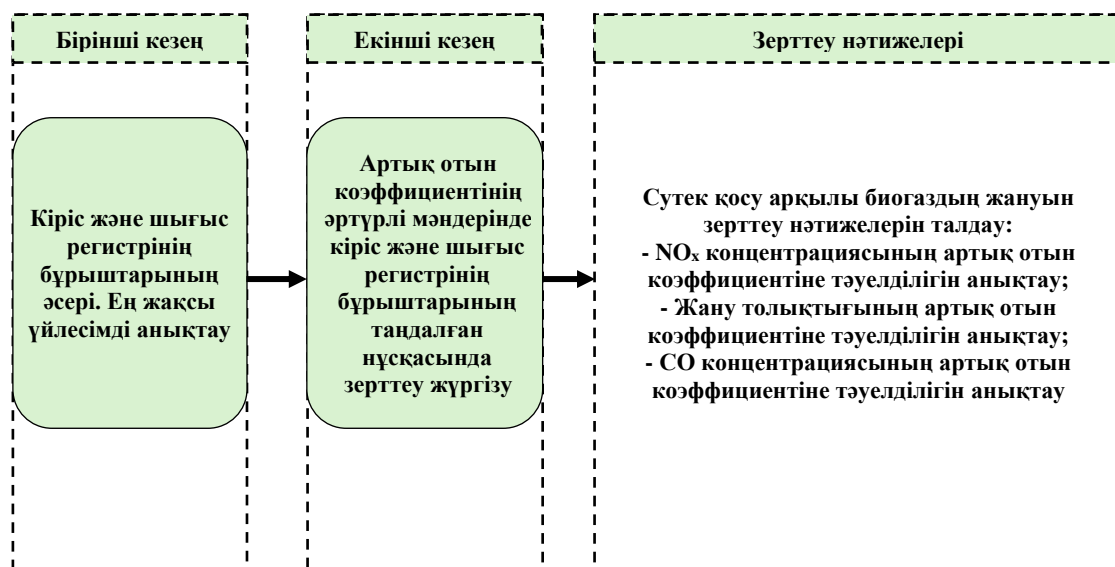 Бірінші кезең
Екінші кезең
Зерттеу нәтижелері
Кіріс және шығыс
регистрінің
бұрыштарының
әсері. Ең жақсы
үйлесімді анықтау
Артық отын
коэффициентінің
әртүрлі мәндерінде
кіріс және шығыс
регистрінің
бұрыштарының
таңдалған
нұсқасында
зерттеу жүргізу
Сутек қосу арқылы биогаздың жануын
зерттеу нәтижелерін талдау:
- NOₓ концентрациясының артық отын
коэффициентіне тәуелділігін анықтау;
- Жану толықтығының артық отын
коэффициентіне тәуелділігін анықтау;
- CO концентрациясының артық отын
коэффициентіне тәуелділігін анықтау